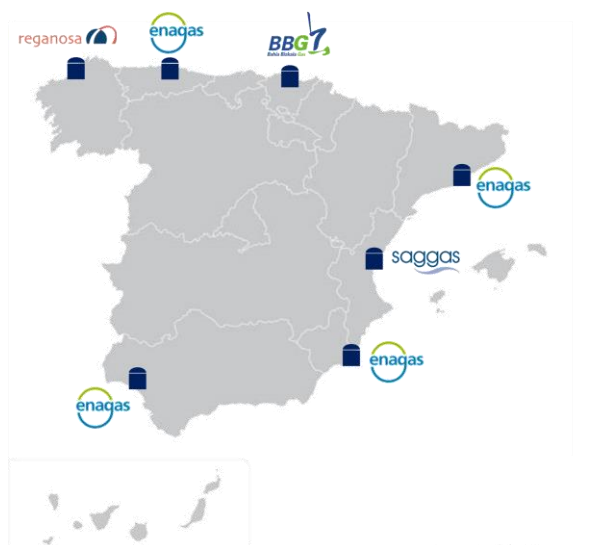 reganosa
enagas
BBG
Bahía Bizkaia Gas
enagas
saggas
enagas
enagas